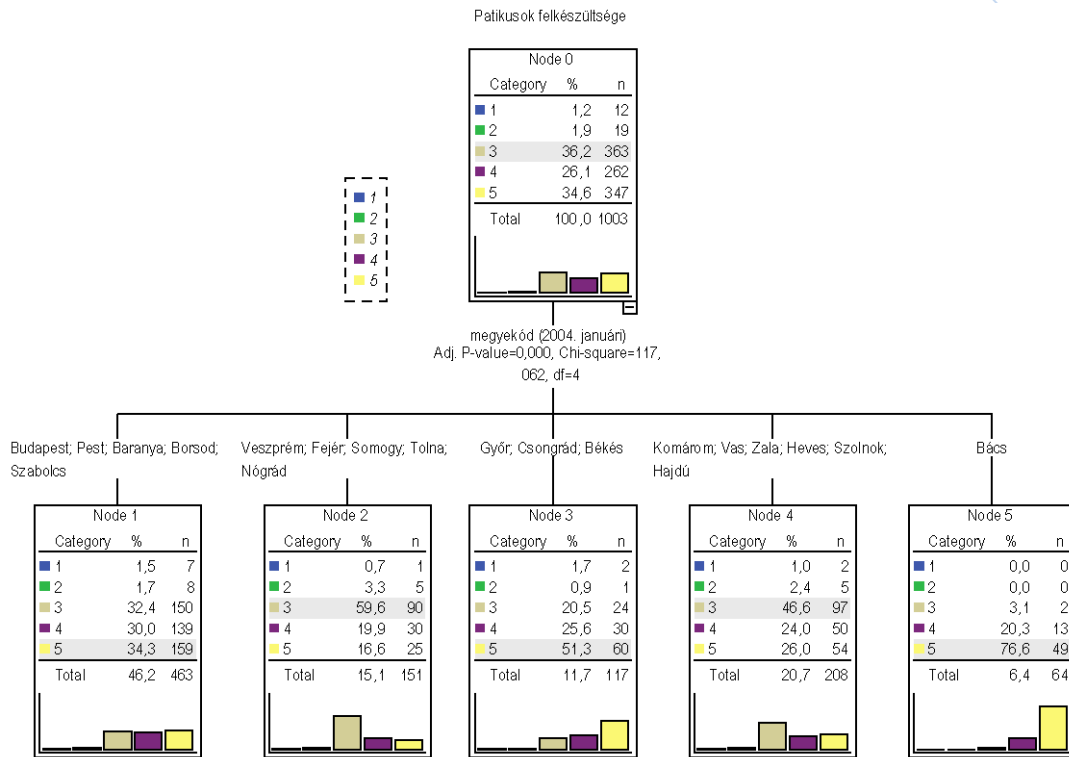 Patikusok felkészültsége
Node 0
Category % n
1 1,2 12
2 1,9 19
3 36,2 363
4 26,1 262
5 34,6 347
Total 100,0 1003
1
2
3
4
5
megyekód (2004. januári)
Adj. P-value=0,000, Chi-square=117,
062, df=4
Budapest; Pest; Baranya; Borsod;
Szabolcs
Node 1
Category % n
1 1,5 7
2 1,7 8
3 32,4 150
4 30,0 139
5 34,3 159
Total 46,2 463
Veszprém; Fejér; Somogy; Tolna;
Nógrád
Node 2
Category % n
1 0,7 1
2 3,3 5
3 59,6 90
4 19,9 30
5 16,6 25
Total 15,1 151
Győr; Csongrád; Békés
Node 3
Category % n
1 1,7 2
2 0,9 1
3 20,5 24
4 25,6 30
5 51,3 60
Total 11,7 117
Komárom; Vas; Zala; Heves; Szolnok;
Hajdú
Node 4
Category % n
1 1,0 2
2 2,4 5
3 46,6 97
4 24,0 50
5 26,0 54
Total 20,7 208
Bács
Node 5
Category % n
1 0,0 0
2 0,0 0
3 3,1 2
4 20,3 13
5 76,6 49
Total 6,4 64